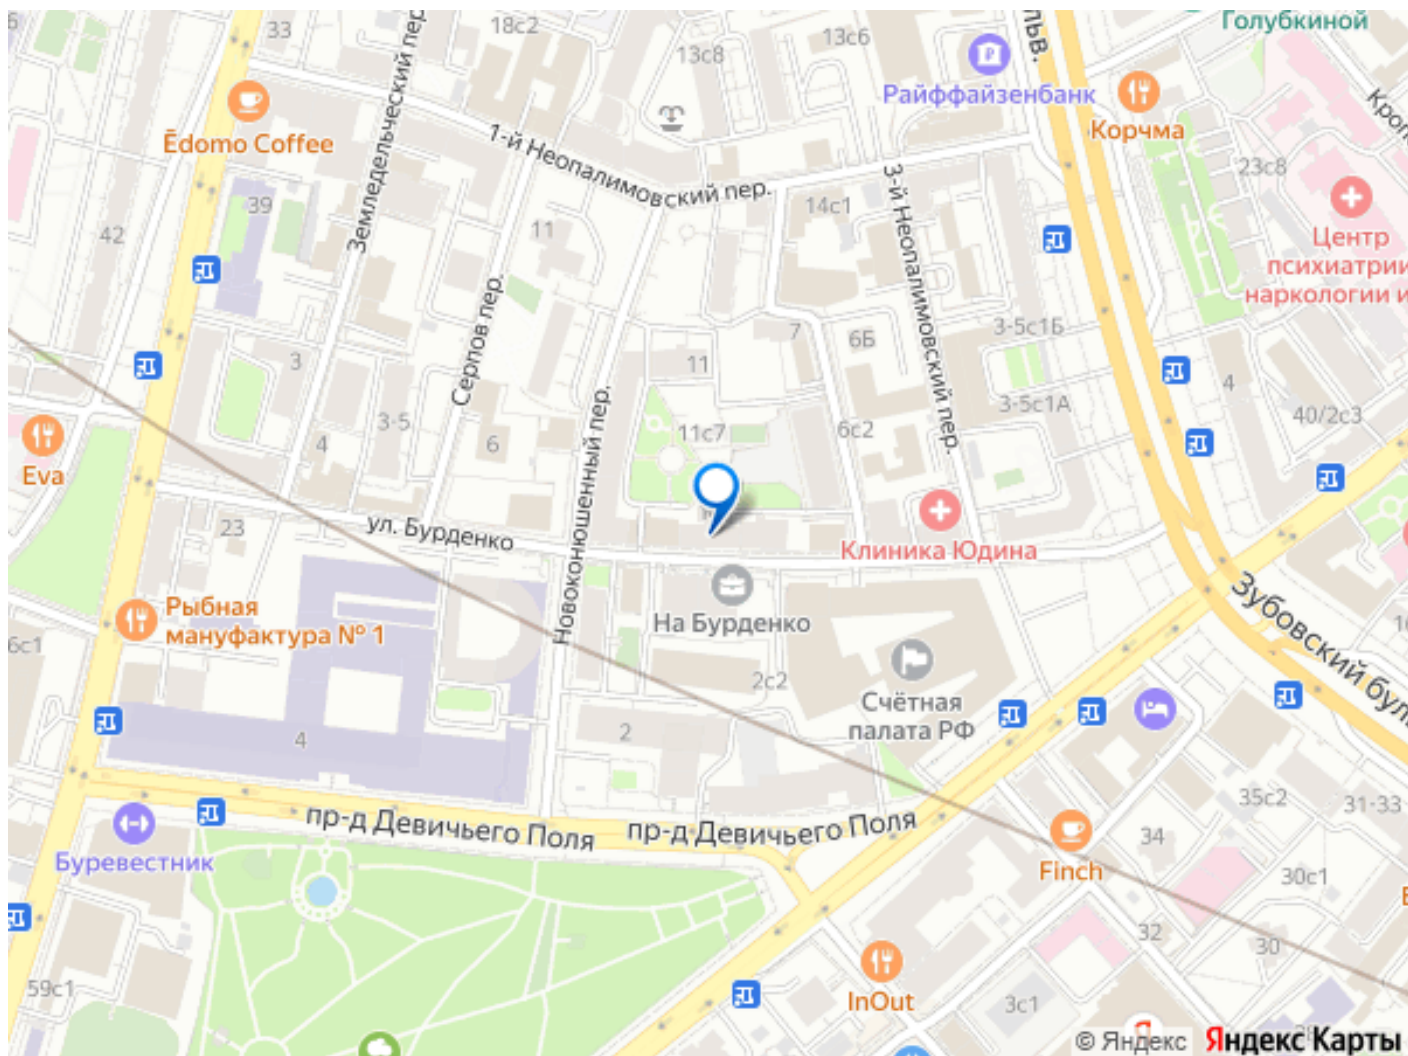 33
18с2
13с8
13с6
Голубкиной
Райффайзенбанк
Корчма
Ēdomo Coffee
Земледельческий пер.
1-й Неопалимовский пер.
3-й Неопалимовский пер.
23с8
39
42
11
14с1
Центр
психиатрии
наркологии и
Серпов пер.
3
7
6Б
3-5с1Б
11
4
3-5с1А
40/2с3
3-5
4
6
11с7
6с2
Eva
Новоконюшенный пер.
23
ул. Бурденко
Клиника Юдина
На Бурденко
Рыбная
мануфактура № 1
6с1
Зубовский буль
2с2
Счётная
палата РФ
2
4
пр-д Девичьего Поля
пр-д Девичьего Поля
Буревестник
35с2
31-33
34
Finch
30с1
32
30
InOut
59с1
3с1
© Яндекс
Яндекс Карты